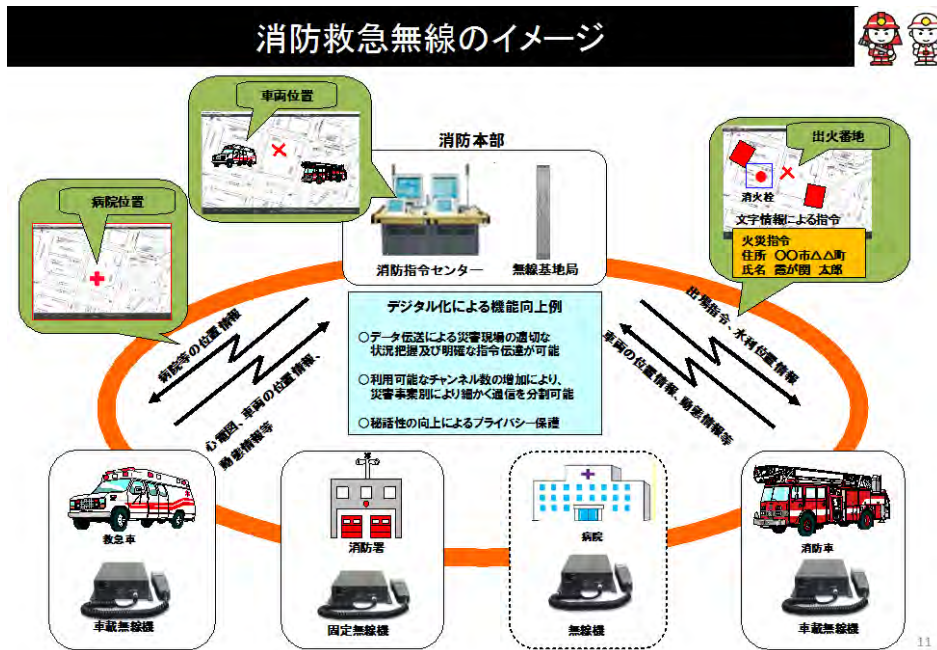 消防救急無線のイメージ
車両位置
消防本部
出火番地
病院位置
消火栓
文字情報による指令
火災指令
住所 〇〇市△△町
氏名 霞が関 太郎
消防指令センター
無線基地局
デジタル化による機能向上例
○データ伝送による災害現場の適切な
状況把握及び明確な指令伝達が可能
○利用可能なチャンネル数の増加により、
災害事案別により細かく通信を分割可能
○秘話性の向上によるプライバシー保護
病院等の位置情報
心電図、車両の位置情報、
動態情報等
出場指令、水利位置情報
車両の位置情報、動態情報等
救急車
車載無線機
消防署
固定無線機
病院
無線機
消防車
車載無線機
11